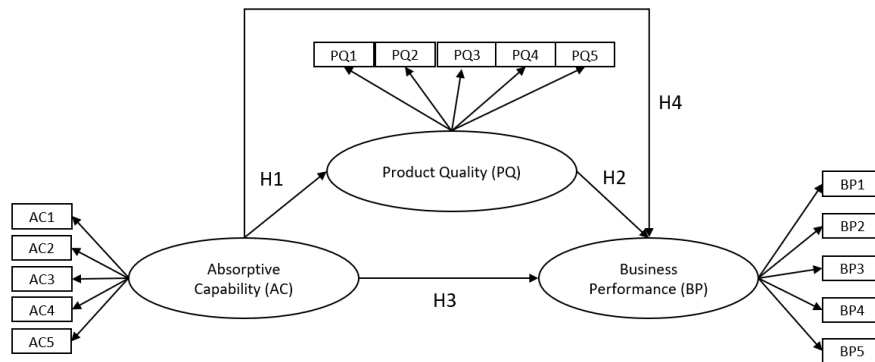 PQ1 PQ2 PQ3 PQ4 PQ5
H4
Product Quality (PQ)
H1
H2
BP1
BP2
BP3
BP4
BP5
AC1
AC2
AC3
AC4
AC5
Absorptive
Capability (AC)
H3
Business
Performance (BP)